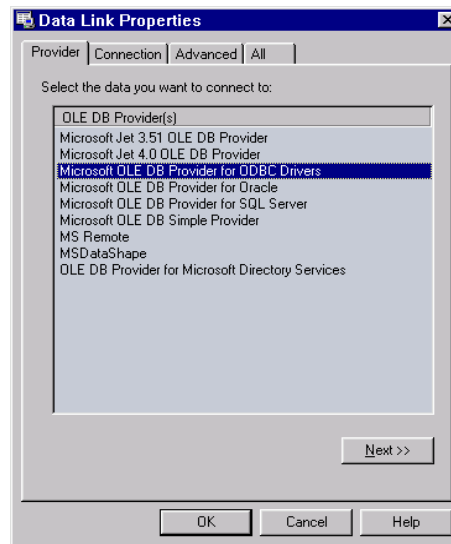 Data Link Properties
Provider Connection Advanced All
Select the data you want to connect to:
OLE DB Provider(s)
Microsoft Jet 3.51 OLE DB Provider
Microsoft Jet 4.0 OLE DB Provider
Microsoft OLE DB Provider for ODBC Drivers
Microsoft OLE DB Provider for Oracle
Microsoft OLE DB Provider for SQL Server
Microsoft OLE DB Simple Provider
MS Remote
MSDataShape
OLE DB Provider for Microsoft Directory Services
Next >>
OK Cancel Help